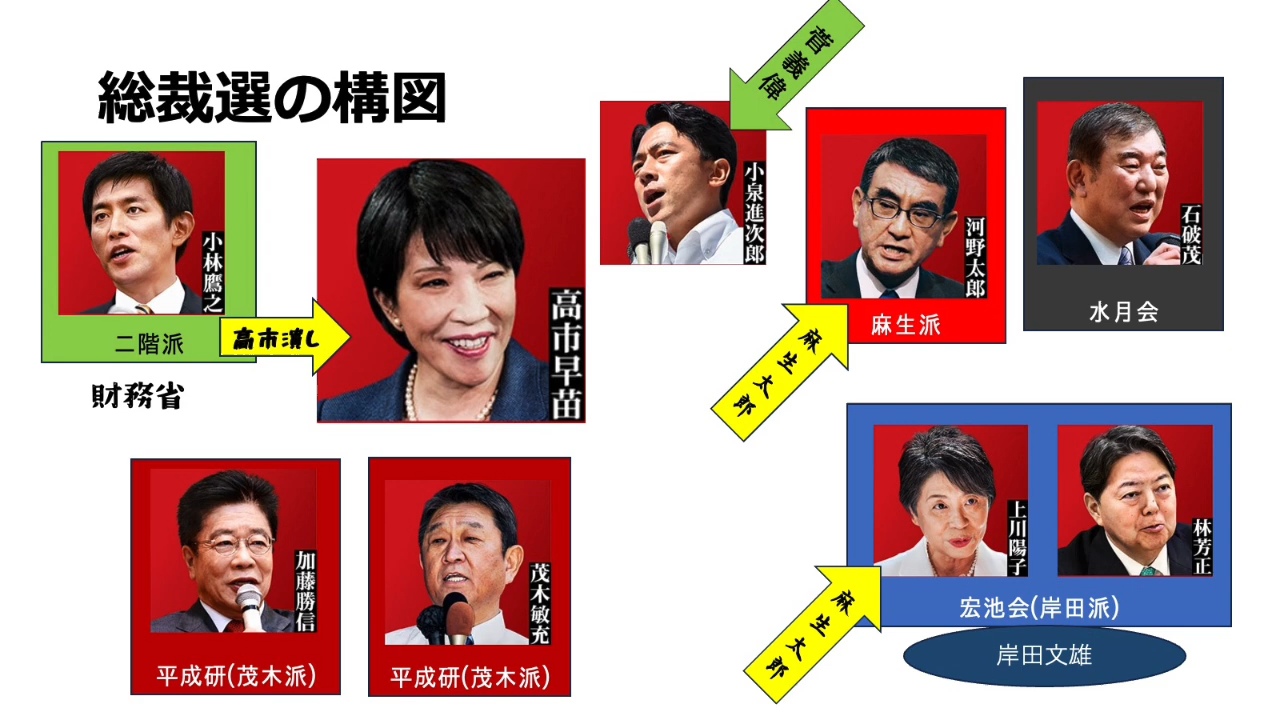 総裁選の構図
菅義偉
小林鷹之
二階派
高市潰し
財務省
高市早苗
小泉進次郎
河野太郎
麻生派
麻生太郎
石破茂
水月会
加藤勝信
平成研(茂木派)
茂木敏充
平成研(茂木派)
上川陽子
林芳正
宏池会(岸田派)
麻生太郎
岸田文雄